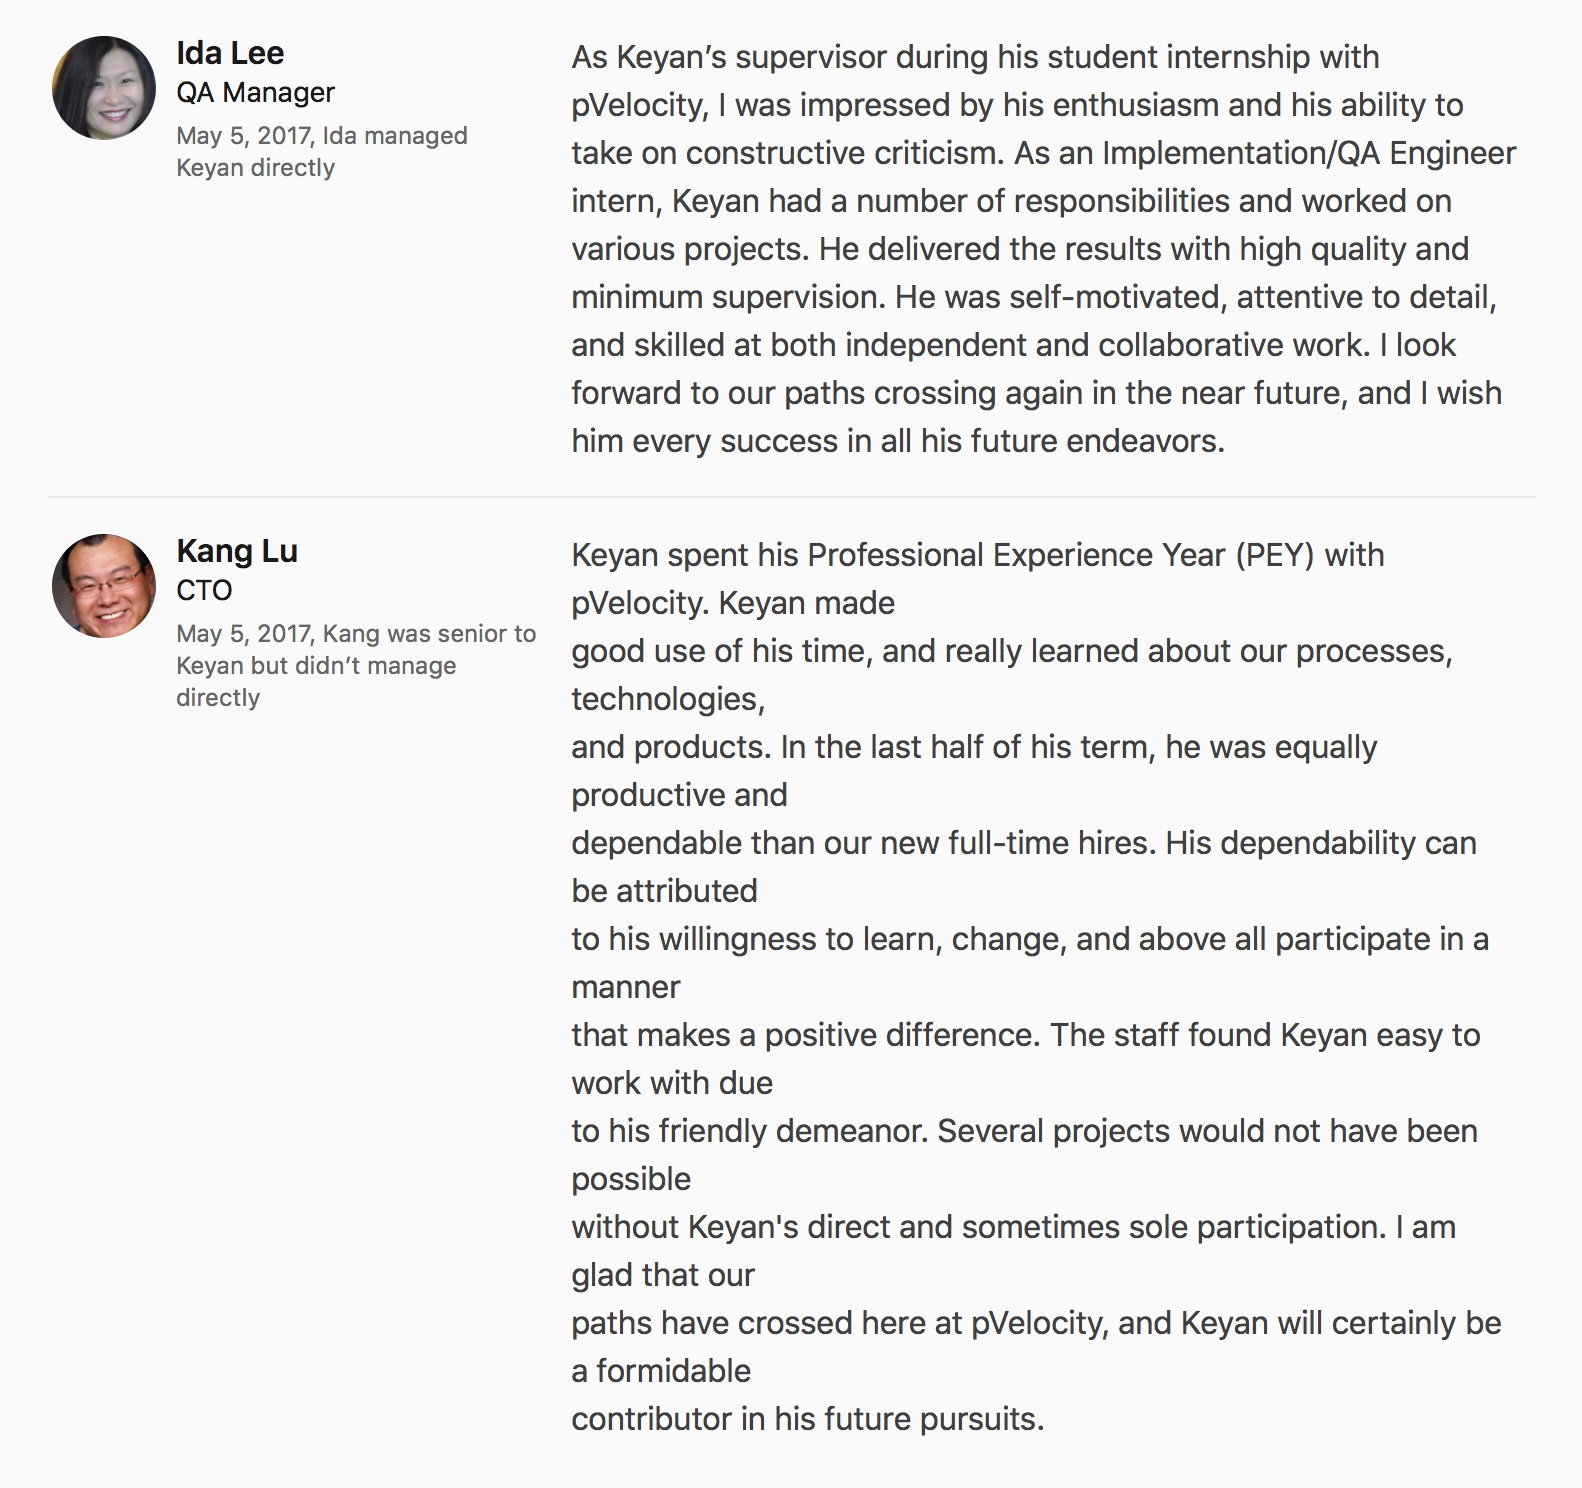 Ida Lee
QA Manager
May 5, 2017, Ida managed
Keyan directly
As Keyan’s supervisor during his student internship with
pVelocity, I was impressed by his enthusiasm and his ability to
take on constructive criticism. As an Implementation/QA Engineer
intern, Keyan had a number of responsibilities and worked on
various projects. He delivered the results with high quality and
minimum supervision. He was self-motivated, attentive to detail,
and skilled at both independent and collaborative work. I look
forward to our paths crossing again in the near future, and I wish
him every success in all his future endeavors.
Kang Lu
CTO
May 5, 2017, Kang was senior to
Keyan but didn’t manage
directly
Keyan spent his Professional Experience Year (PEY) with
pVelocity. Keyan made
good use of his time, and really learned about our processes,
technologies,
and products. In the last half of his term, he was equally
productive and
dependable than our new full-time hires. His dependability can
be attributed
to his willingness to learn, change, and above all participate in a
manner
that makes a positive difference. The staff found Keyan easy to
work with due
to his friendly demeanor. Several projects would not have been
possible
without Keyan's direct and sometimes sole participation. I am
glad that our
paths have crossed here at pVelocity, and Keyan will certainly be
a formidable
contributor in his future pursuits.